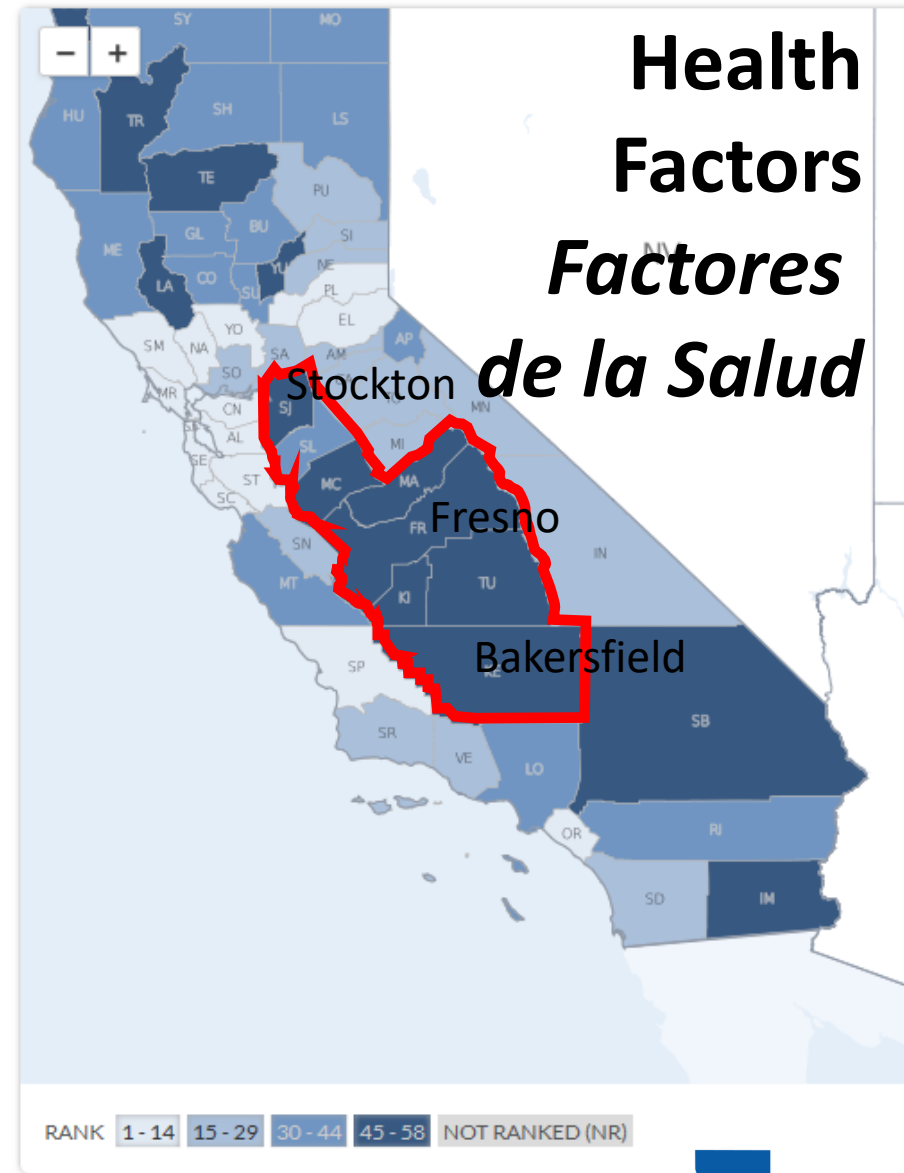 − +
Health
Factors
Factores
de la Salud
NV
SY MO
HU TR SH LS
TE
PU
ME GL BU SI
LA CO SU YU NE
PL
YO EL
SM NA AP
SO SA AM
MR
Stockton
CN SJ MN
AL SL MI
ST
SC
MC MA
FR
Fresno
SN IN
MT KI TU
Bakersfield
KE
SP
SB
SR VE LO
RI
OR
SD IM
RANK 1 - 14 15 - 29 30 - 44 45 - 58 NOT RANKED (NR)